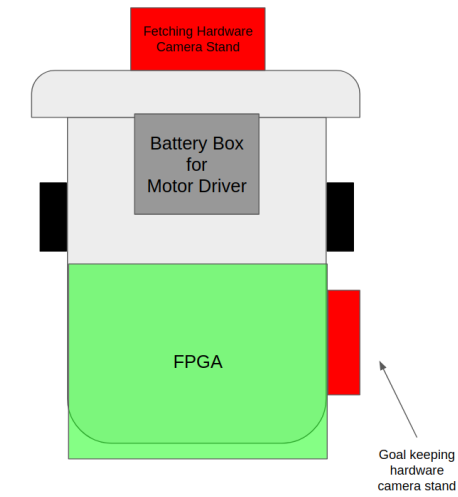 Fetching Hardware
Camera Stand
Battery Box
for
Motor Driver
FPGA
Goal keeping
hardware
camera stand